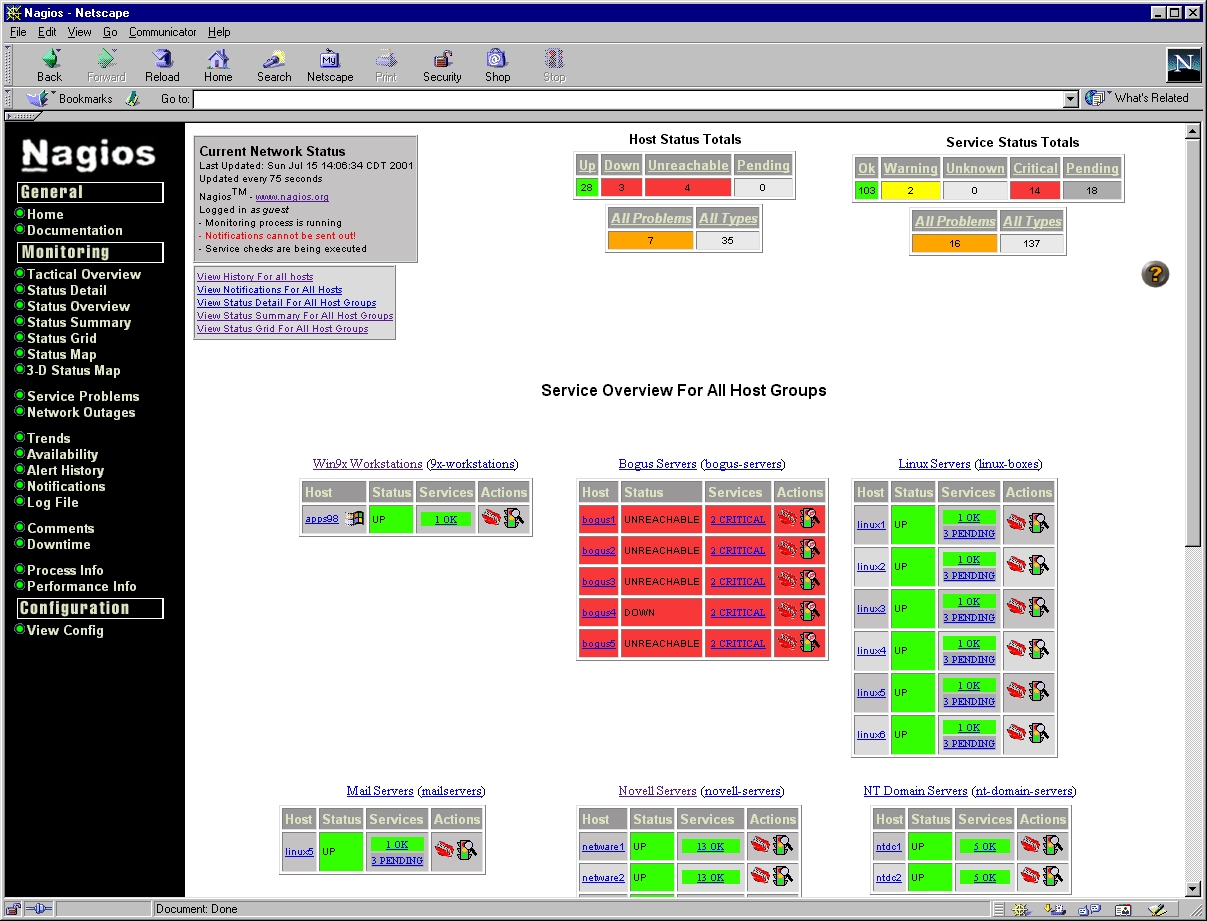 Nagios - Netscape
File Edit View Go Communicator Help
Back Forward Reload Home Search Netscape Print Security Shop Stop
My
N
Bookmarks Go to: What's Related
Nagios
General
Home
Documentation
Monitoring
Tactical Overview
Status Detail
Status Overview
Status Summary
Status Grid
Status Map
3-D Status Map
Service Problems
Network Outages
Trends
Availability
Alert History
Notifications
Log File
Comments
Downtime
Process Info
Performance Info
Configuration
View Config
Current Network Status
Last Updated: Sun Jul 15 14:06:34 CDT 2001
Updated every 75 seconds
Nagios™ - www.nagios.org
Logged in as guest
- Monitoring process is running
- Notifications cannot be sent out!
- Service checks are being executed
View History For all hosts
View Notifications For All Hosts
View Status Detail For All Host Groups
View Status Summary For All Host Groups
View Status Grid For All Host Groups
Host Status Totals
Up Down Unreachable Pending
28 3 4 0
All Problems All Types
7 35
Service Status Totals
Ok Warning Unknown Critical Pending
103 2 0 14 18
All Problems All Types
16 137
?
Service Overview For All Host Groups
Win9x Workstations (9x-workstations)
Host Status Services Actions
apps98 UP 1 OK
Bogus Servers (bogus-servers)
Host Status Services Actions
bogus1 UNREACHABLE 2 CRITICAL
bogus2 UNREACHABLE 2 CRITICAL
bogus3 UNREACHABLE 2 CRITICAL
bogus4 DOWN 2 CRITICAL
bogus5 UNREACHABLE 2 CRITICAL
Linux Servers (linux-boxes)
Host Status Services Actions
linux1 UP 1 OK
3 PENDING
linux2 UP 1 OK
3 PENDING
linux3 UP 1 OK
3 PENDING
linux4 UP 1 OK
3 PENDING
linux5 UP 1 OK
3 PENDING
linux6 UP 1 OK
3 PENDING
Mail Servers (mailservers)
Host Status Services Actions
linux5 UP 1 OK
3 PENDING
Novell Servers (novell-servers)
Host Status Services Actions
netware1 UP 13 OK
netware2 UP 13 OK
NT Domain Servers (nt-domain-servers)
Host Status Services Actions
ntdc1 UP 5 OK
ntdc2 UP 5 OK
Document: Done